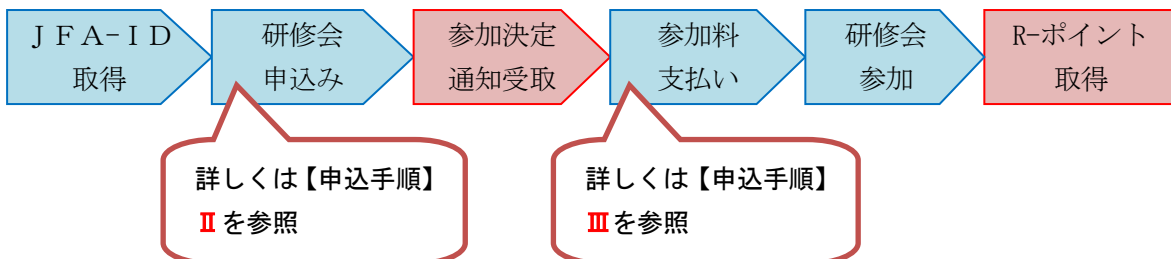 ＪＦＡ-ＩＤ
取得
研修会
申込み
参加決定
通知受取
参加料
支払い
研修会
参加
R-ポイント
取得
詳しくは【申込手順】
Ⅱを参照
詳しくは【申込手順】
Ⅲを参照